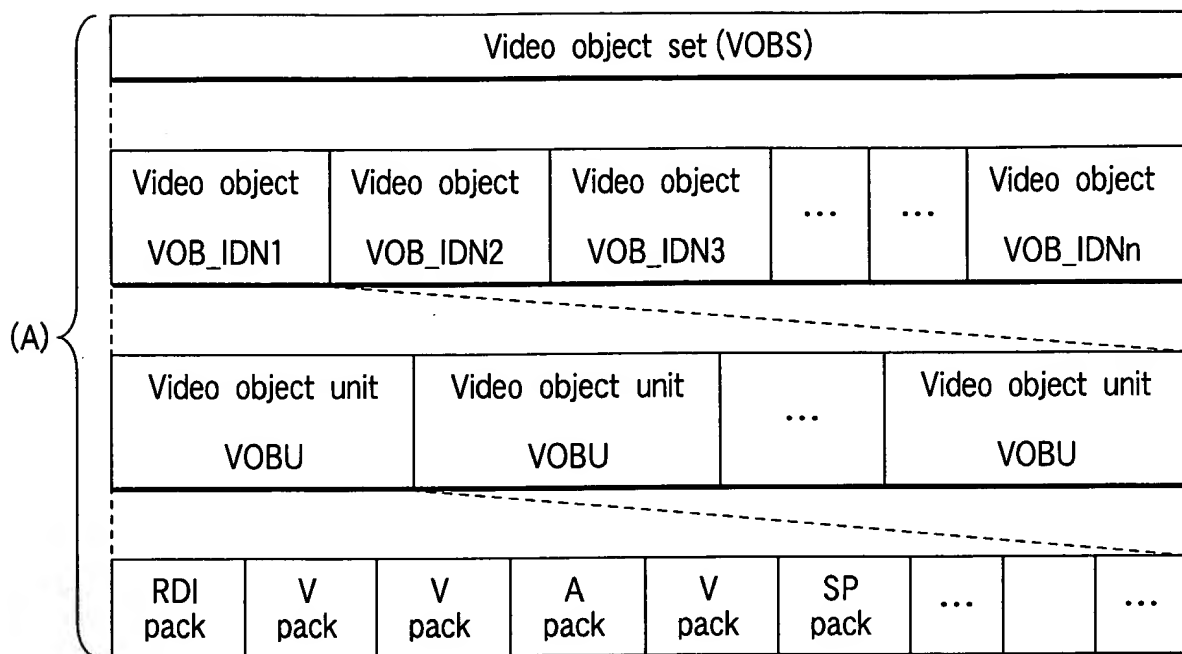 Video object set (VOBS)
Video object Video object Video object ... ... Video object
VOB_IDN1 VOB_IDN2 VOB_IDN3 VOB_IDNn
(A)
Video object unit Video object unit ... Video object unit
VOBU VOBU VOBU
RDI V V A V SP ... ...
pack pack pack pack pack pack